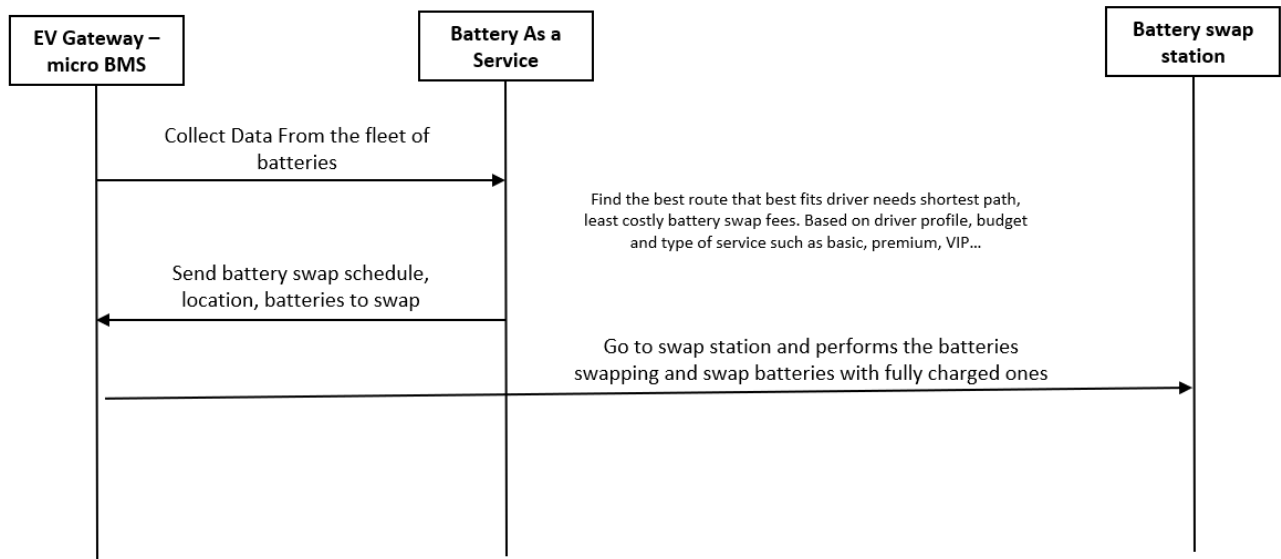 EV Gateway –
micro BMS
Battery As a
Service
Battery swap
station
Collect Data From the fleet of
batteries
Find the best route that best fits driver needs shortest path,
least costly battery swap fees. Based on driver profile, budget
and type of service such as basic, premium, VIP...
Send battery swap schedule,
location, batteries to swap
Go to swap station and performs the batteries
swapping and swap batteries with fully charged ones